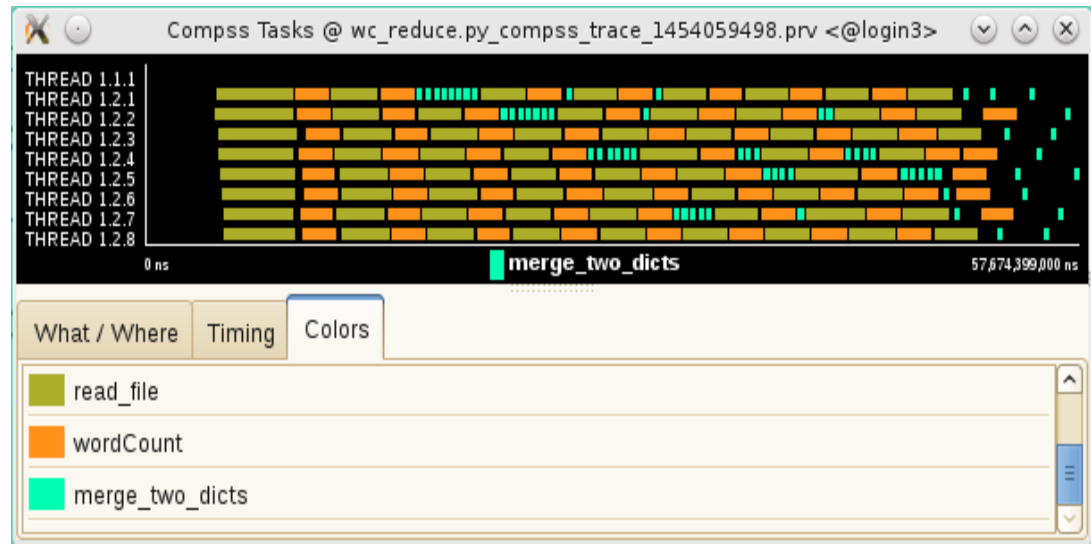 Compss Tasks @ wc_reduce.py_compss_trace_1454059498.prv <@login3>
THREAD 1.1.1
THREAD 1.2.1
THREAD 1.2.2
THREAD 1.2.3
THREAD 1.2.4
THREAD 1.2.5
THREAD 1.2.6
THREAD 1.2.7
THREAD 1.2.8
0 ns merge_two_dicts 57,674,399,000 ns
What / Where Timing Colors
read_file
wordCount
merge_two_dicts